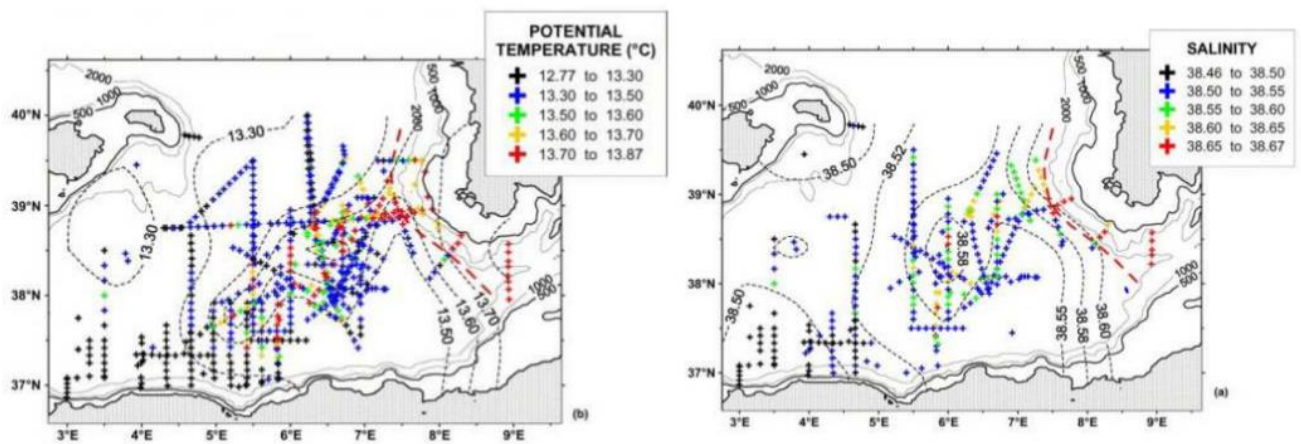 POTENTIAL
TEMPERATURE (°C)
12.77 to 13.30
13.30 to 13.50
13.50 to 13.60
13.60 to 13.70
13.70 to 13.87
2000
1000
500
500
1000
2000
40°N
39°N
38°N
37°N
13.30
13.30
13.70
13.60
13.50
1000
500
(b)
3°E 4°E 5°E 6°E 7°E 8°E 9°E
SALINITY
38.46 to 38.50
38.50 to 38.55
38.55 to 38.60
38.60 to 38.65
38.65 to 38.67
2000
1000
500
500
1000
2000
40°N
39°N
38°N
37°N
38.50
38.52
38.58
38.50
38.55
38.58
38.60
1000
500
(a)
3°E 4°E 5°E 6°E 7°E 8°E 9°E